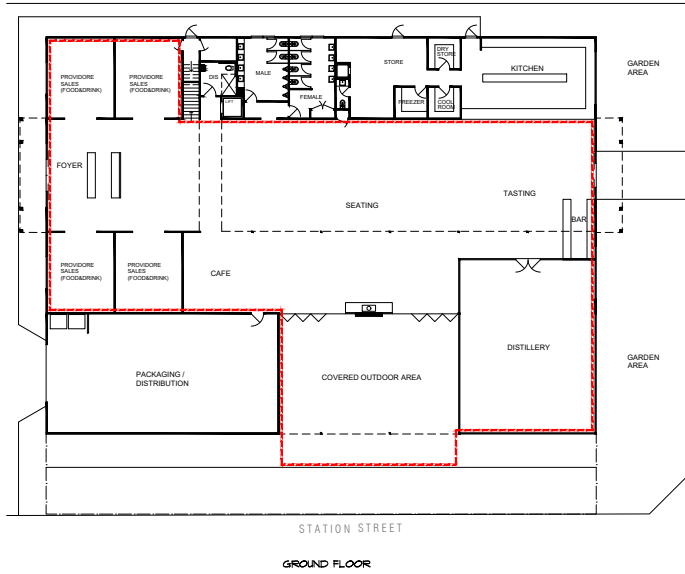 PROVIDORE
SALES
(FOOD&DRINK)
PROVIDORE
SALES
(FOOD&DRINK)
DIS
LIFT
MALE
FEMALE
STORE
DRY
STORE
FREEZER
COOL
ROOM
KITCHEN
GARDEN
AREA
FOYER
SEATING
TASTING
BAR
PROVIDORE
SALES
(FOOD&DRINK)
PROVIDORE
SALES
(FOOD&DRINK)
CAFE
PACKAGING /
DISTRIBUTION
COVERED OUTDOOR AREA
DISTILLERY
GARDEN
AREA
STATION STREET
GROUND FLOOR